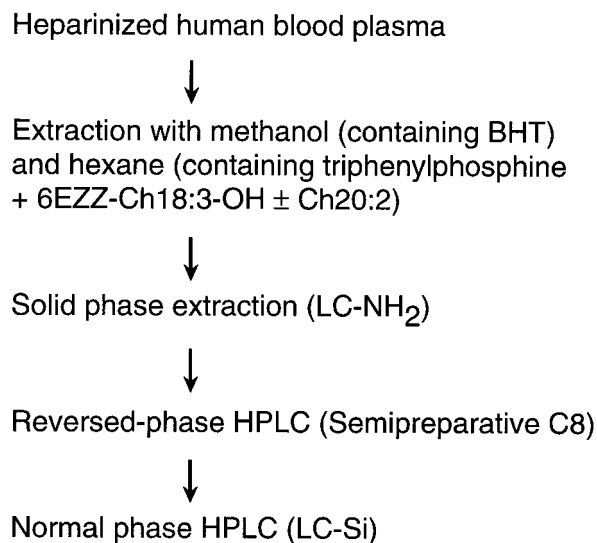 Heparinized human blood plasma
Extraction with methanol (containing BHT)
and hexane (containing triphenylphosphine
+ 6EZZ-Ch18:3-OH ± Ch20:2)
Solid phase extraction (LC-NH2)
Reversed-phase HPLC (Semipreparative C8)
Normal phase HPLC (LC-Si)